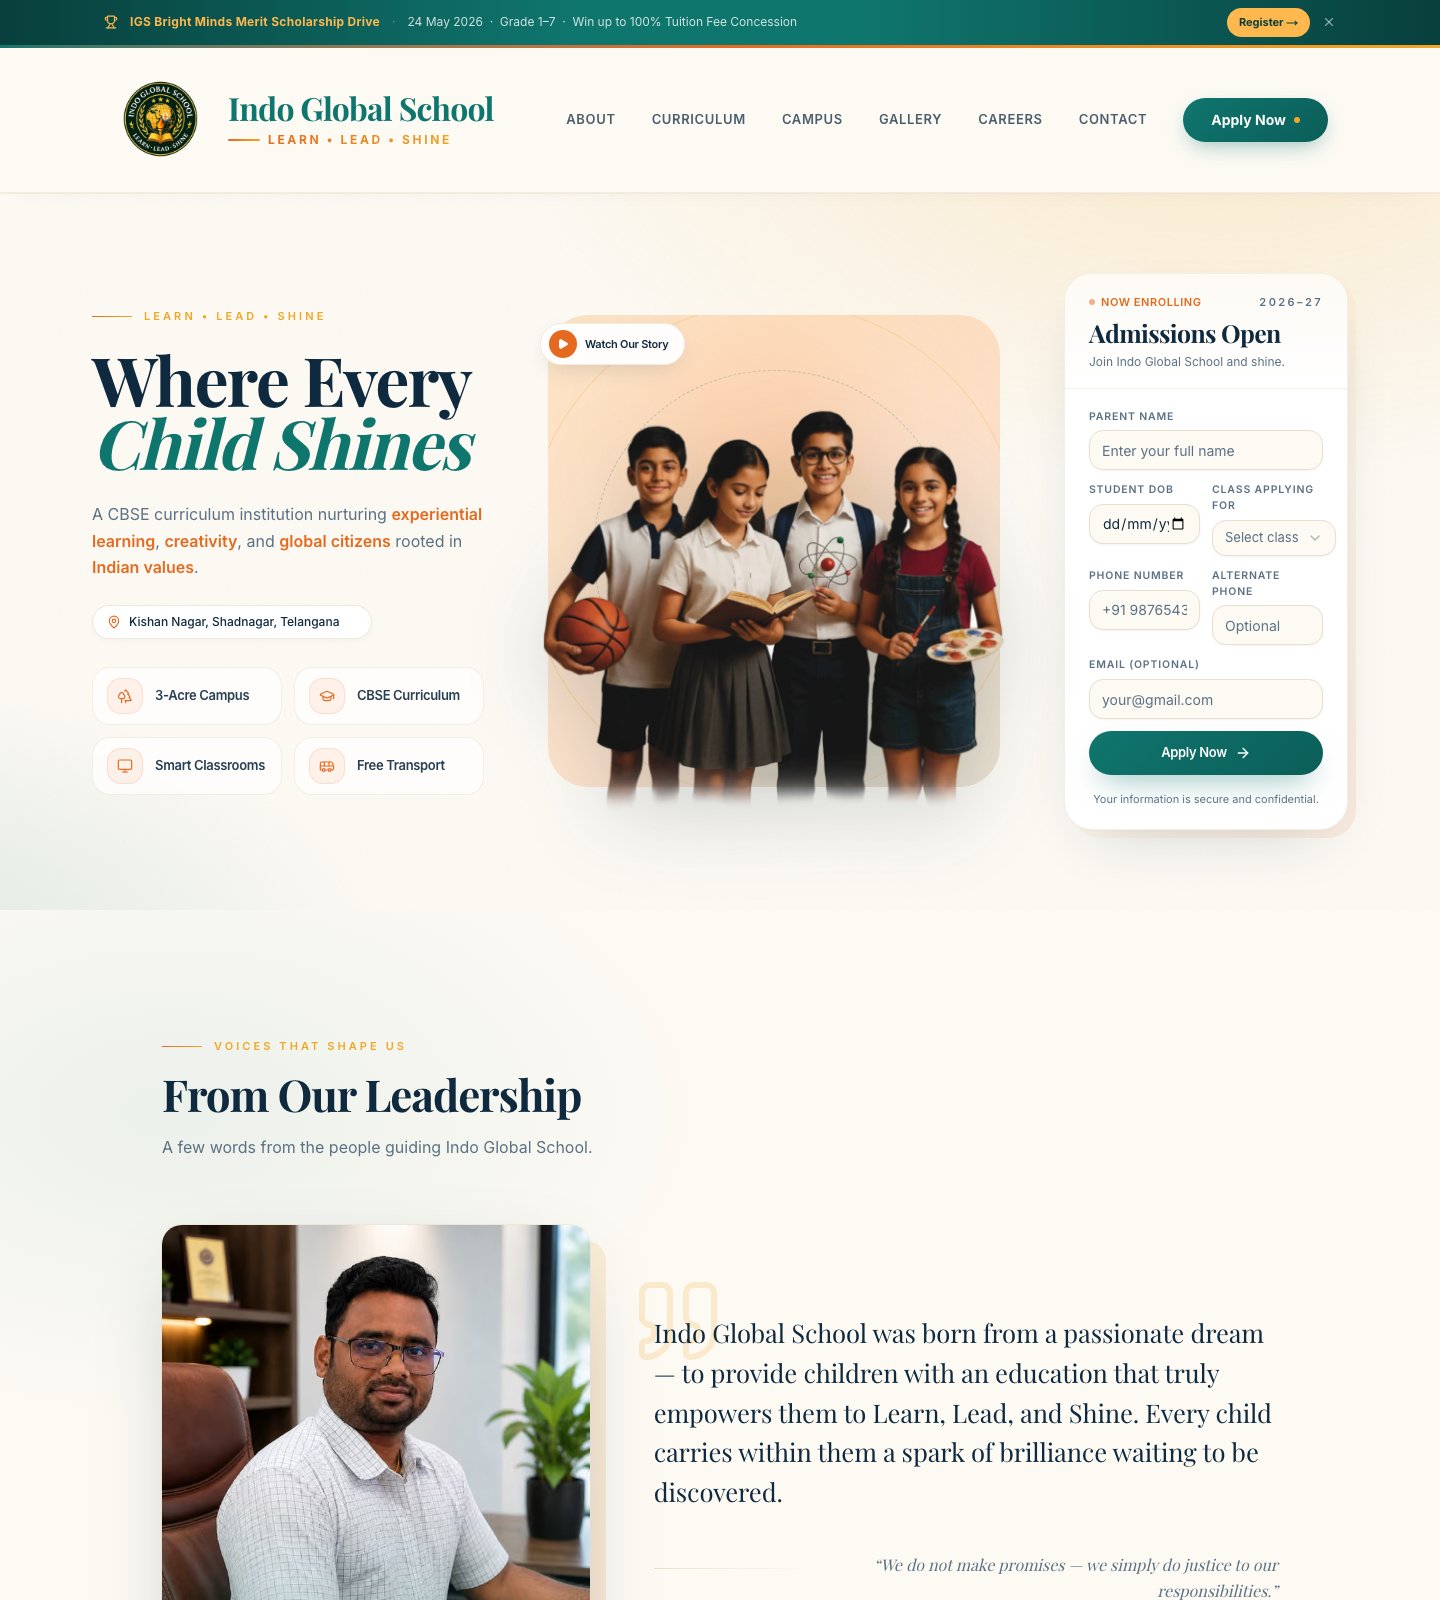 IGS Bright Minds Merit Scholarship Drive · 24 May 2026 · Grade 1–7 · Win up to 100% Tuition Fee Concession
Register →
INDO GLOBAL SCHOOL
LEARN · LEAD · SHINE
Indo Global School
LEARN • LEAD • SHINE
ABOUT
CURRICULUM
CAMPUS
GALLERY
CAREERS
CONTACT
Apply Now
LEARN • LEAD • SHINE
Where Every
Child Shines
A CBSE curriculum institution nurturing experiential
learning, creativity, and global citizens rooted in
Indian values.
Kishan Nagar, Shadnagar, Telangana
3-Acre Campus
CBSE Curriculum
Smart Classrooms
Free Transport
Watch Our Story
NOW ENROLLING
2026–27
Admissions Open
Join Indo Global School and shine.
PARENT NAME
Enter your full name
STUDENT DOB
dd/mm/y
CLASS APPLYING
FOR
Select class
PHONE NUMBER
+91 9876543
ALTERNATE
PHONE
Optional
EMAIL (OPTIONAL)
your@gmail.com
Apply Now →
Your information is secure and confidential.
VOICES THAT SHAPE US
From Our Leadership
A few words from the people guiding Indo Global School.
Indo Global School was born from a passionate dream
— to provide children with an education that truly
empowers them to Learn, Lead, and Shine. Every child
carries within them a spark of brilliance waiting to be
discovered.
“We do not make promises — we simply do justice to our
responsibilities.”